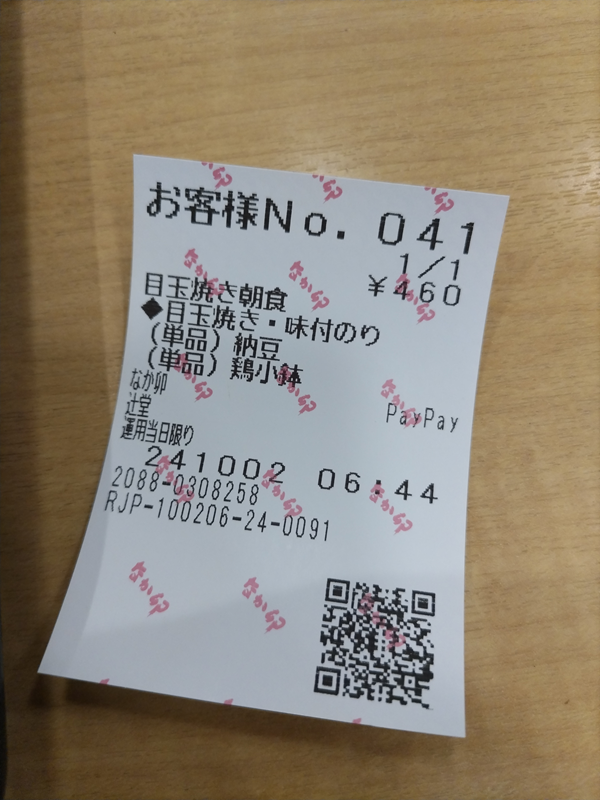 お客様No. 041
1/1
¥460
目玉焼き朝食
◆目玉焼き・味付のり
(単品) 納豆
(単品) 鶏小鉢
なか卯
辻堂
PayPay
運用当日限り
241002 06:44
2088-0308258
RJP-100206-24-0091